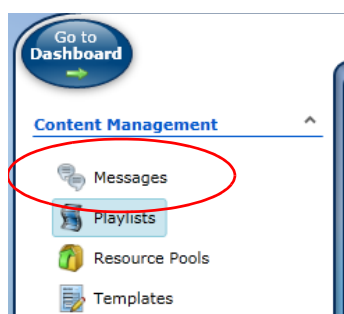 Go to
Dashboard
Content Management
Messages
Playlists
Resource Pools
Templates